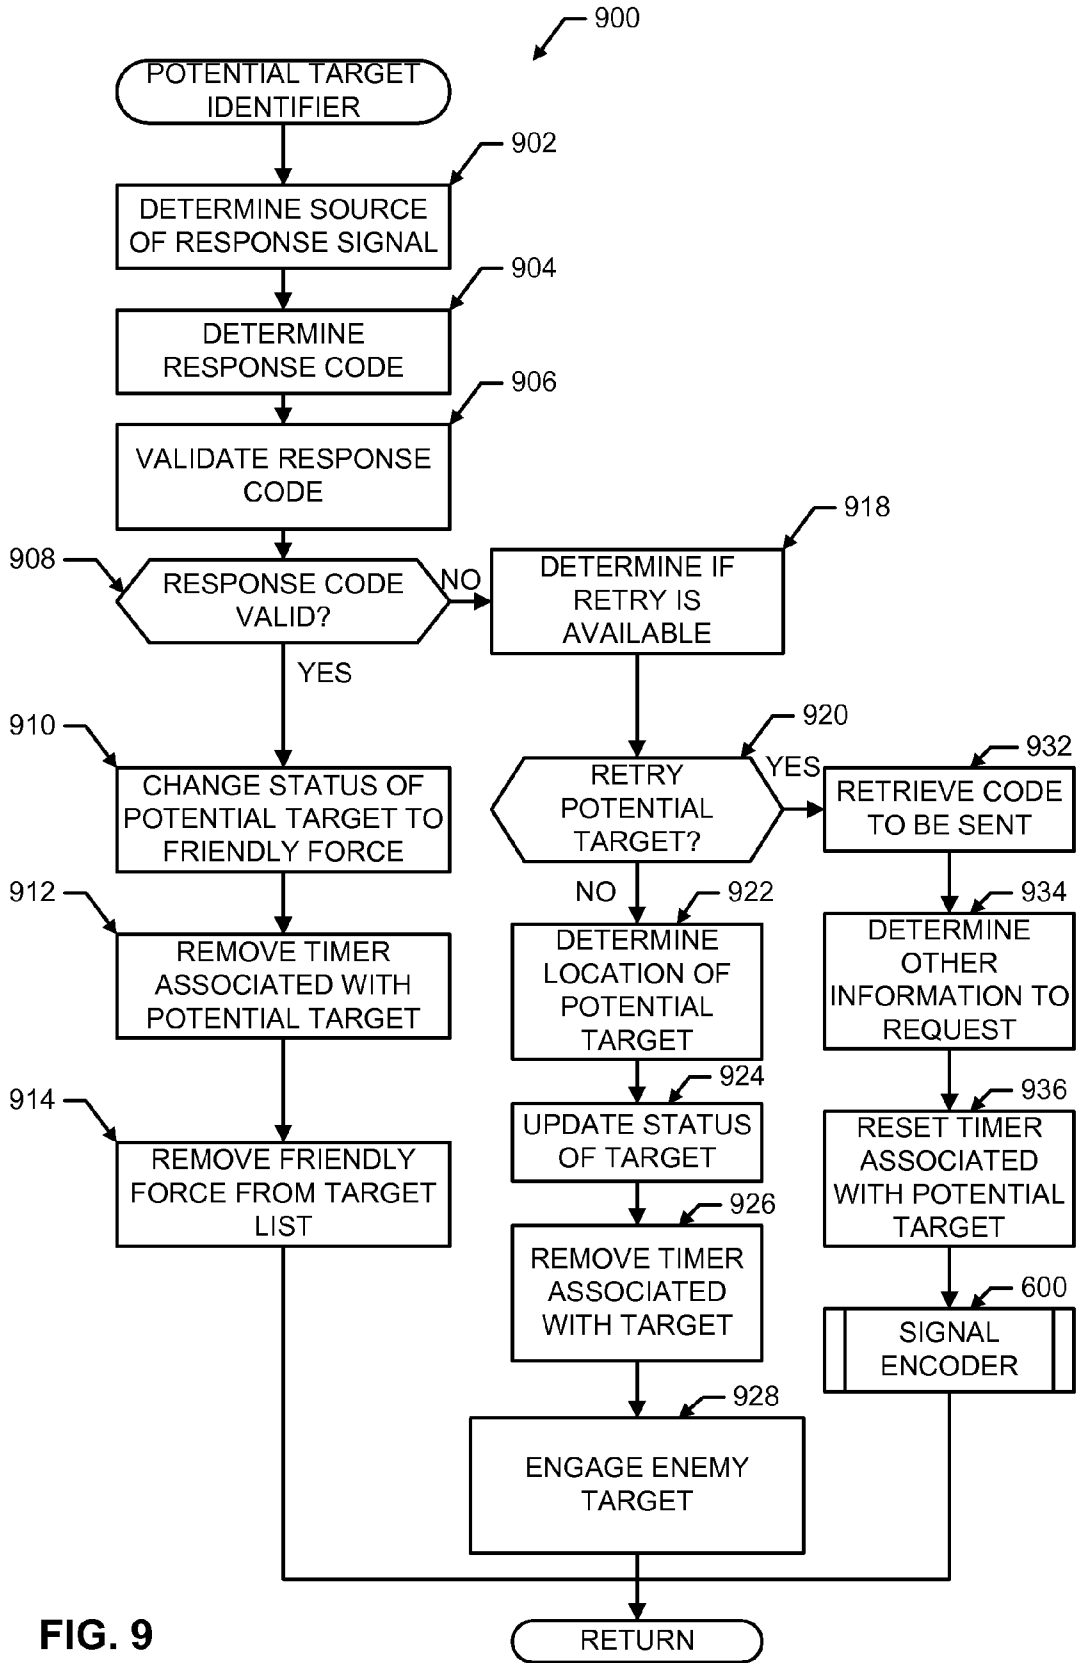 900
POTENTIAL TARGET
IDENTIFIER
902
DETERMINE SOURCE
OF RESPONSE SIGNAL
904
DETERMINE
RESPONSE CODE
906
VALIDATE RESPONSE
CODE
908
RESPONSE CODE
VALID?
NO
YES
918
DETERMINE IF
RETRY IS
AVAILABLE
910
CHANGE STATUS OF
POTENTIAL TARGET TO
FRIENDLY FORCE
912
REMOVE TIMER
ASSOCIATED WITH
POTENTIAL TARGET
914
REMOVE FRIENDLY
FORCE FROM TARGET
LIST
920
RETRY
POTENTIAL
TARGET?
YES
NO
922
DETERMINE
LOCATION OF
POTENTIAL
TARGET
924
UPDATE STATUS
OF TARGET
926
REMOVE TIMER
ASSOCIATED
WITH TARGET
928
ENGAGE ENEMY
TARGET
932
RETRIEVE CODE
TO BE SENT
934
DETERMINE
OTHER
INFORMATION TO
REQUEST
936
RESET TIMER
ASSOCIATED
WITH POTENTIAL
TARGET
600
SIGNAL
ENCODER
RETURN
FIG. 9